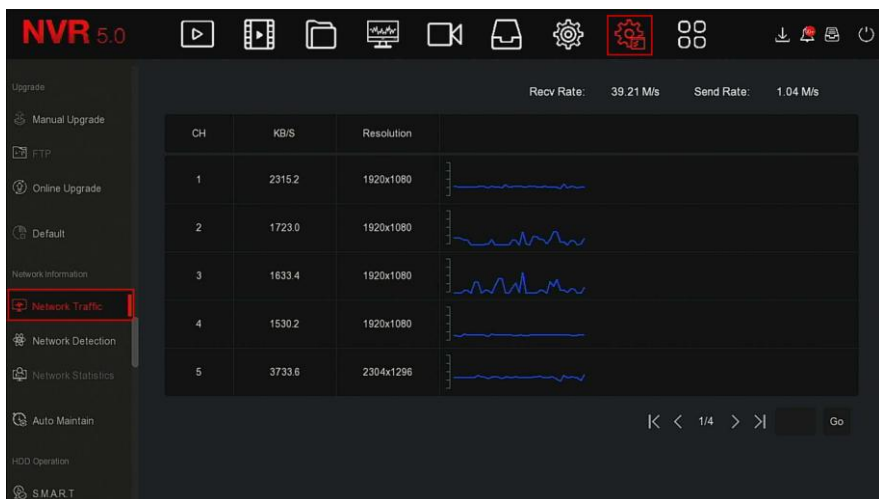 NVR 5.0
Recv Rate: 39.21 M/s Send Rate: 1.04 M/s
Upgrade
Manual Upgrade
FTP
Online Upgrade
Default
Network Information
Network Traffic
Network Detection
Network Statistics
Auto Maintain
HDD Operation
S.M.A.R.T
CH KB/S Resolution
1 2315.2 1920x1080
2 1723.0 1920x1080
3 1633.4 1920x1080
4 1530.2 1920x1080
5 3733.6 2304x1296
1/4 Go